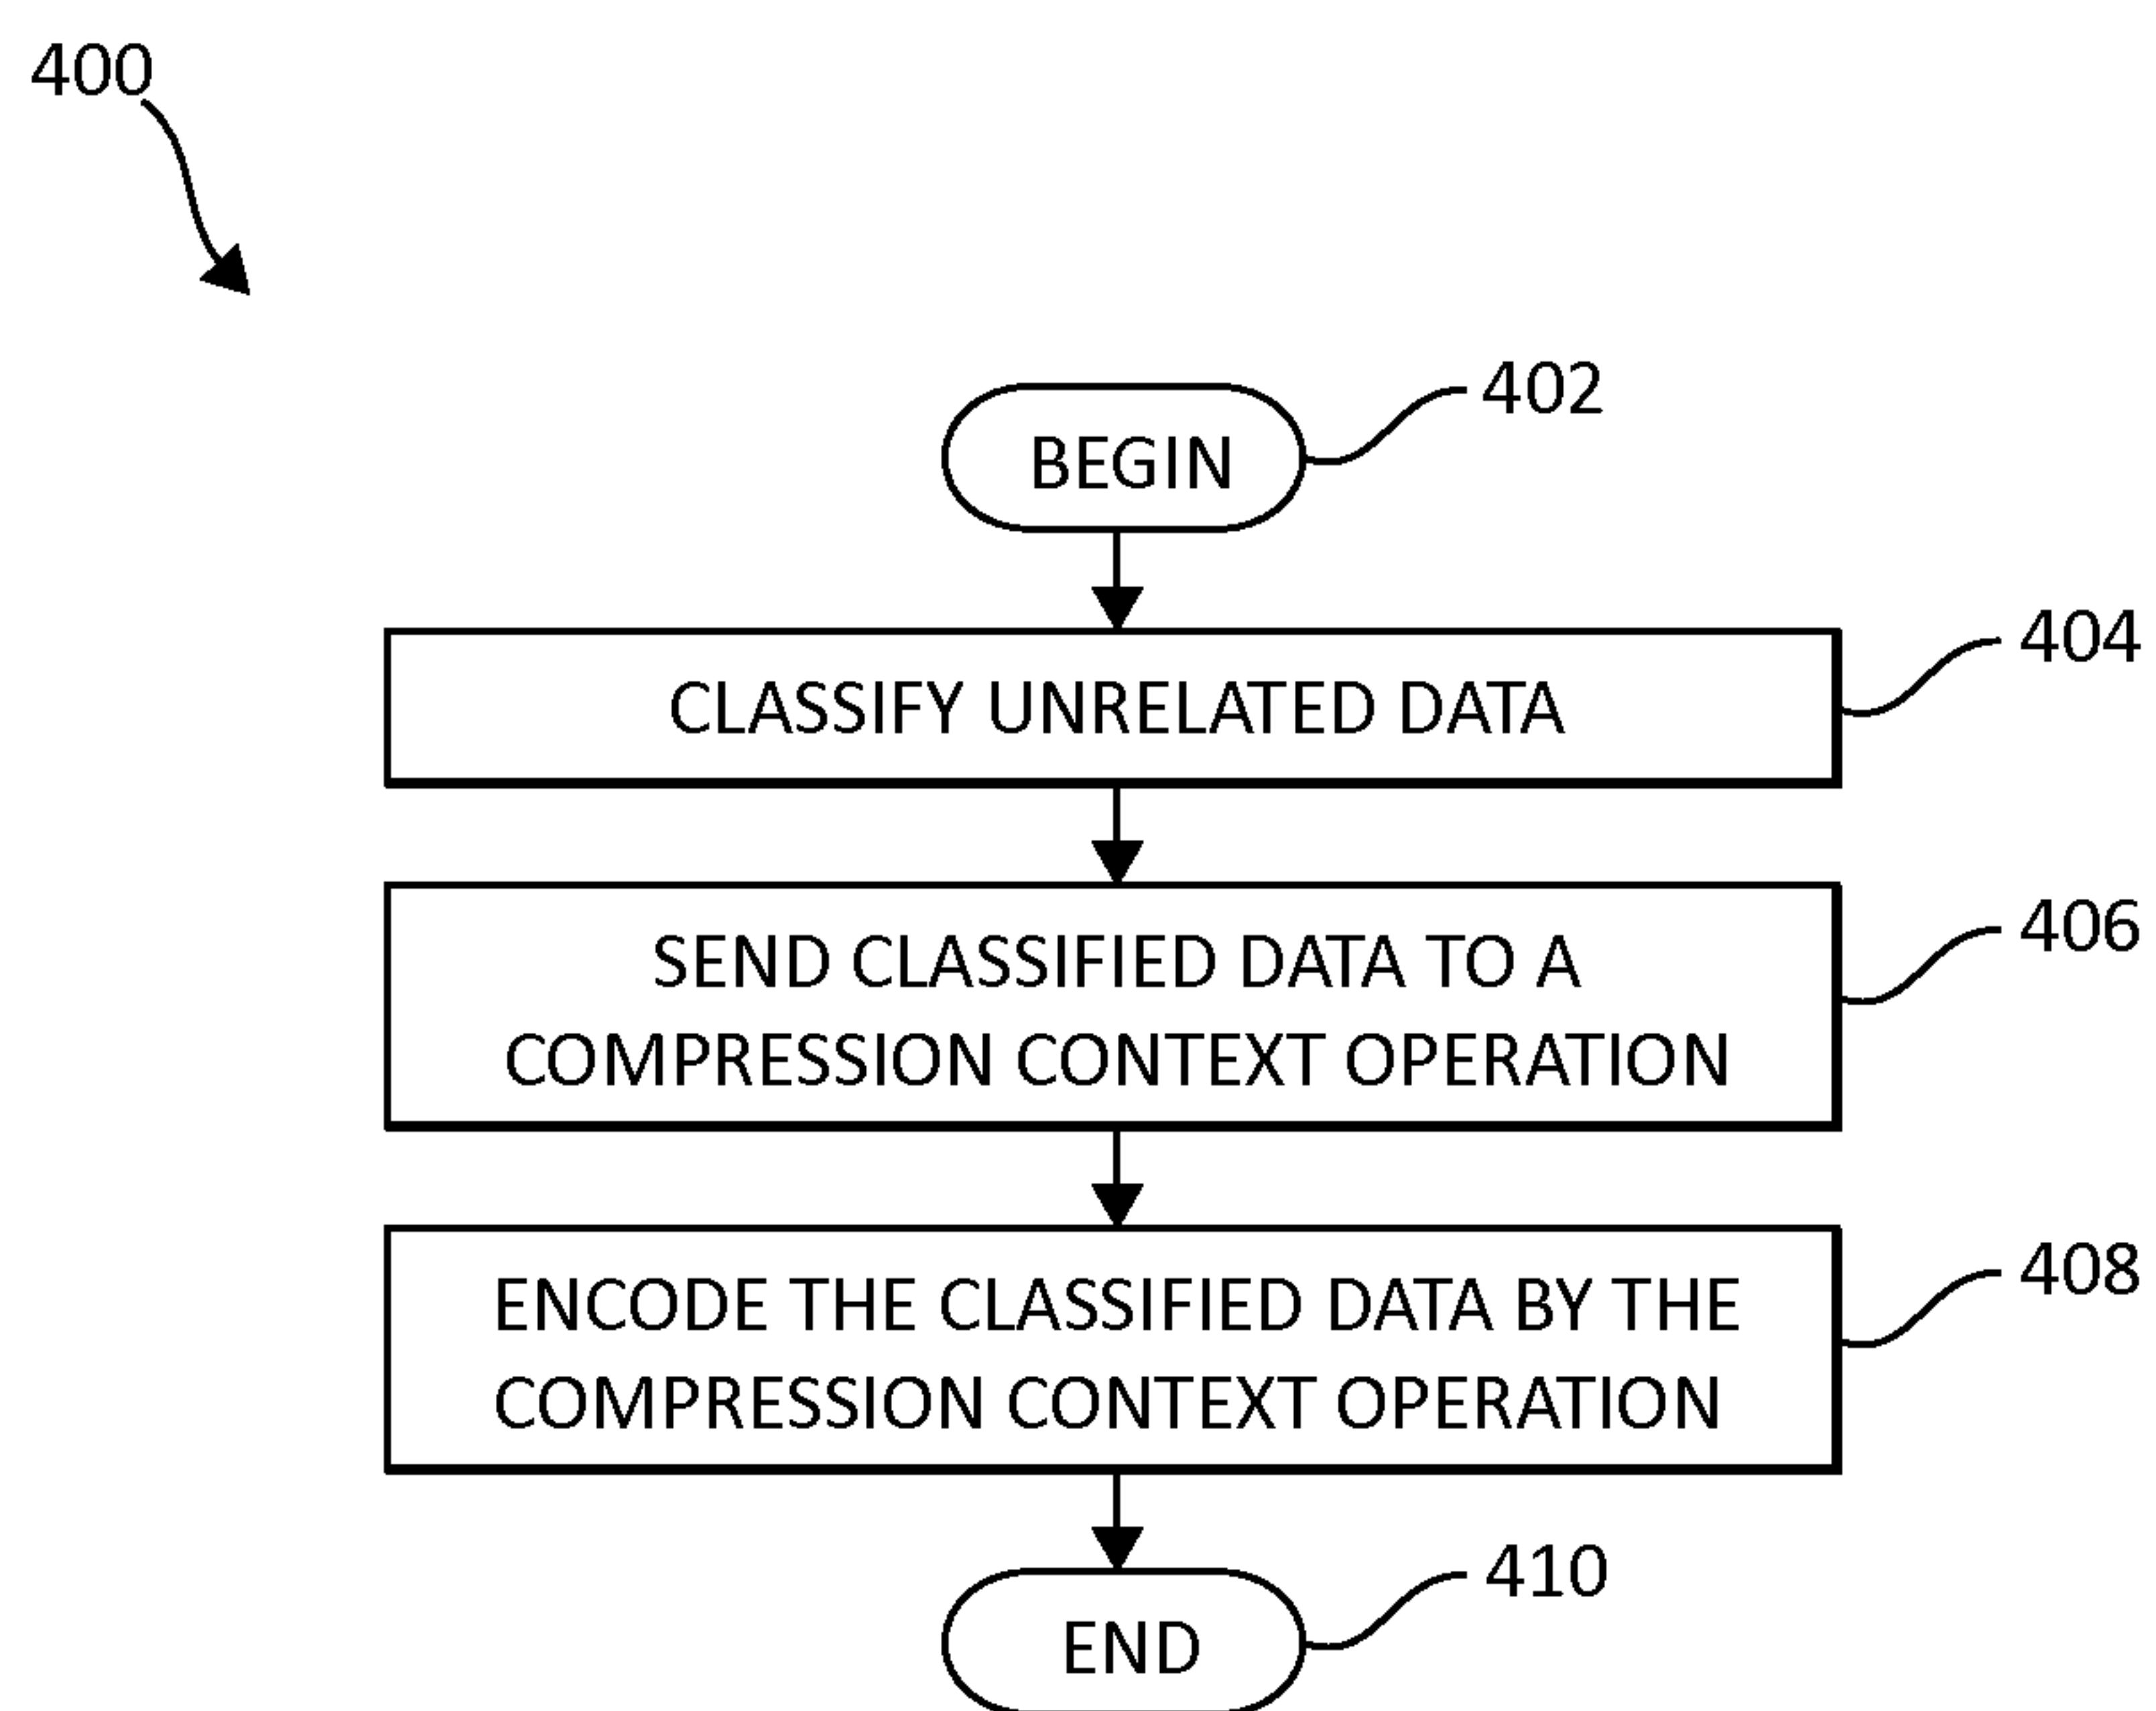 400
402
BEGIN
404
CLASSIFY UNRELATED DATA
406
SEND CLASSIFIED DATA TO A
COMPRESSION CONTEXT OPERATION
408
ENCODE THE CLASSIFIED DATA BY THE
COMPRESSION CONTEXT OPERATION
410
END